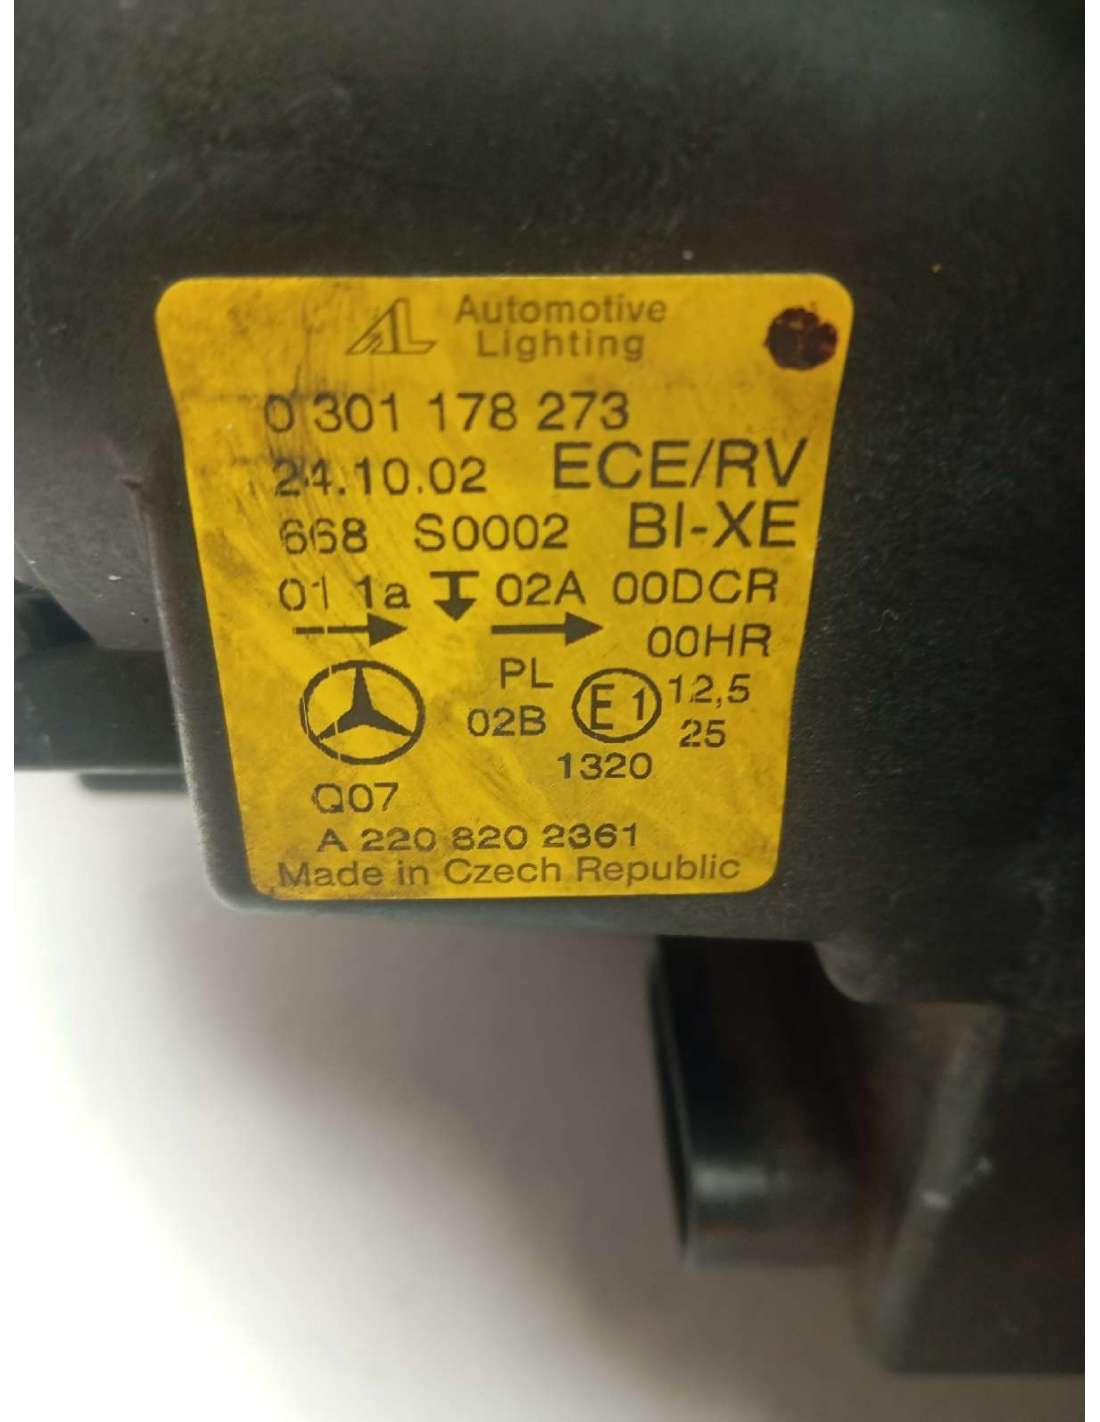 AL Automotive
Lighting
0 301 178 273
24.10.02 ECE/RV
668 S0002 BI-XE
01 1a 02A 00DCR
00HR
PL 12,5
02B E1 25
1320
Q07
A 220 820 2361
Made in Czech Republic